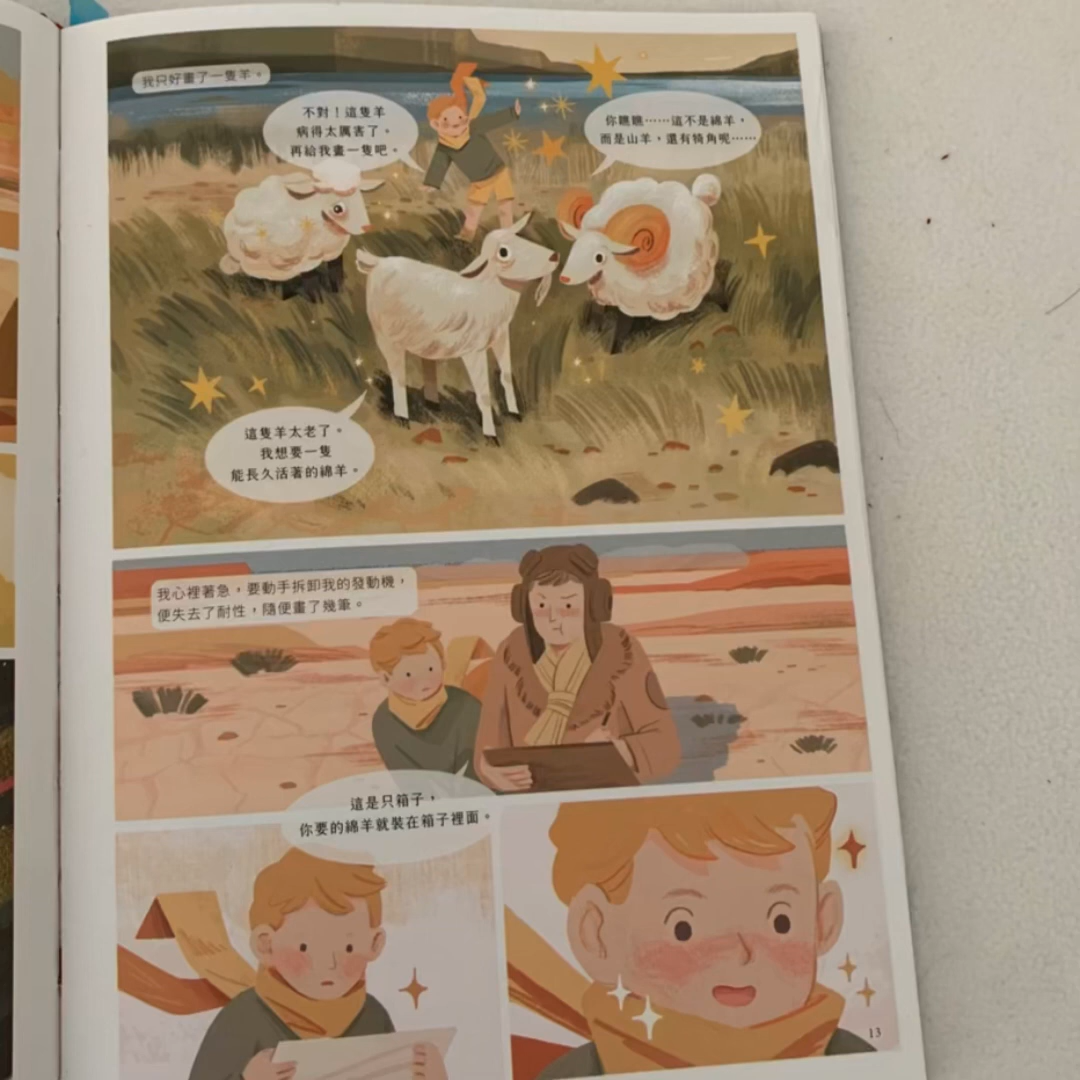 我只好畫了一隻羊。
不對！這隻羊
病得太厲害了。
再給我畫一隻吧。
你瞧瞧……這不是綿羊，
而是山羊，還有犄角呢……
這隻羊太老了。
我想要一隻
能長久活著的綿羊。
我心裡著急，要動手拆卸我的發動機，
便失去了耐性，隨便畫了幾筆。
這是只箱子，
你要的綿羊就裝在箱子裡面。
13